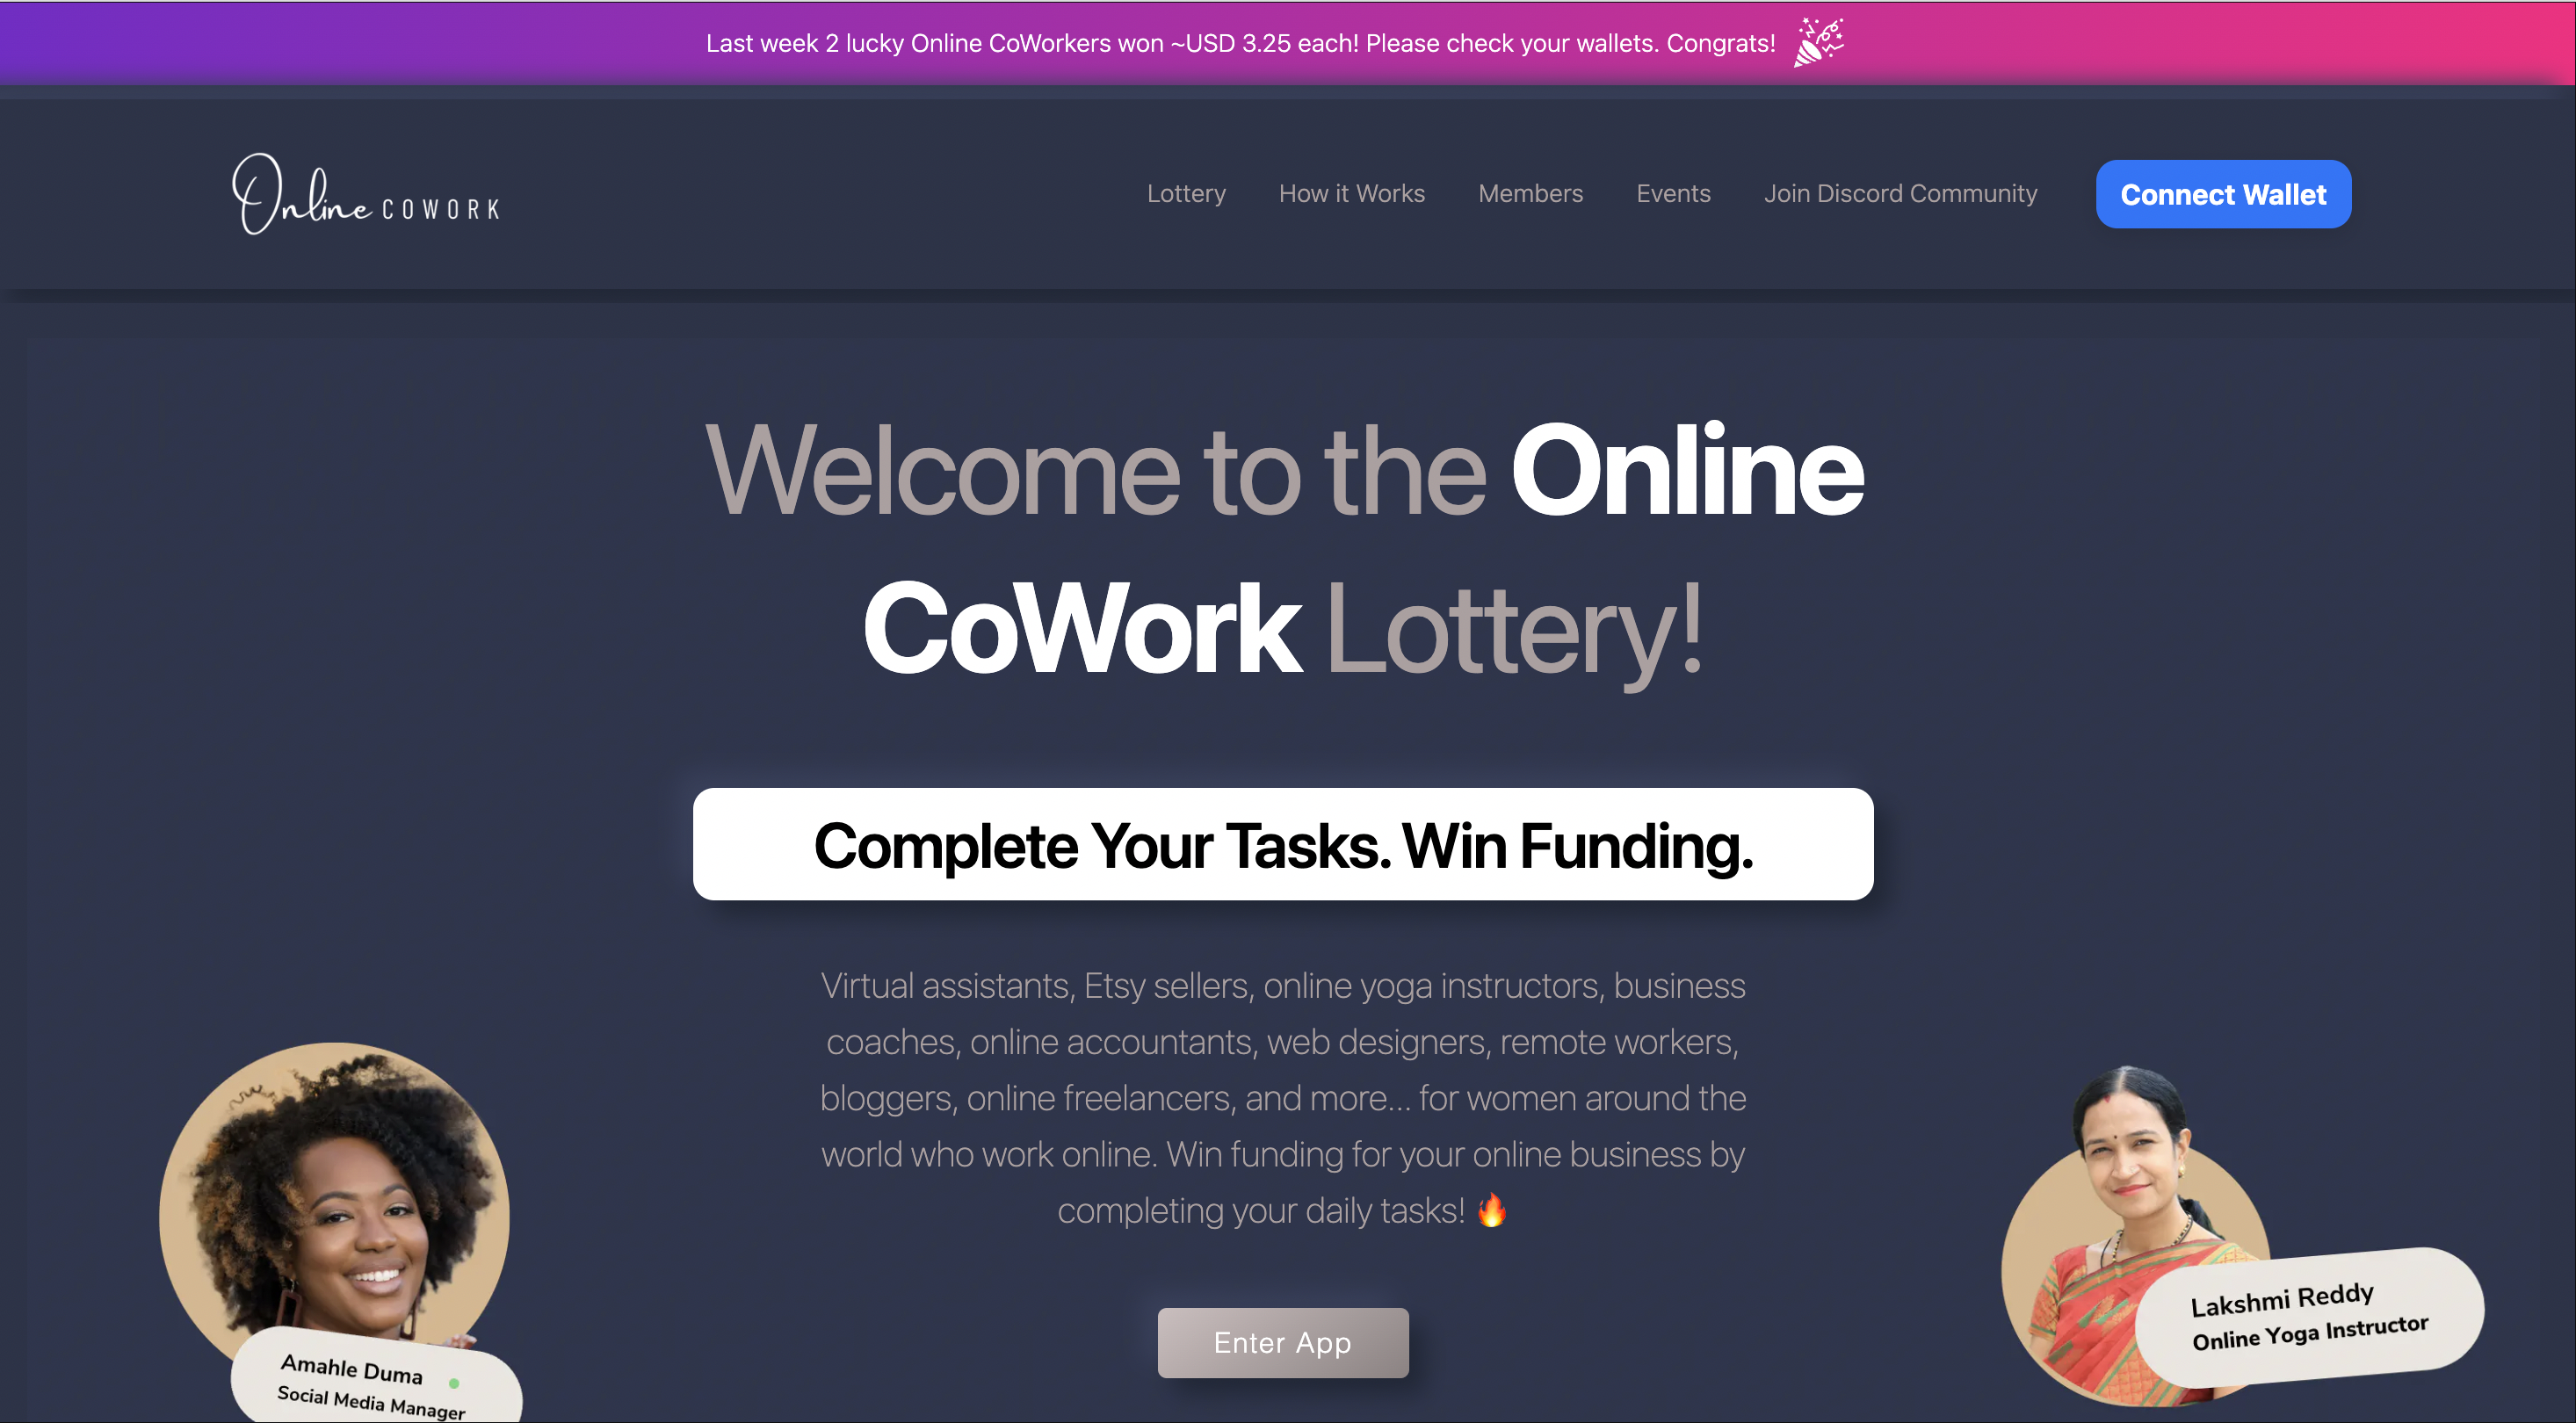 Last week 2 lucky Online CoWorkers won ~USD 3.25 each! Please check your wallets. Congrats!
Online COWORK
Lottery
How it Works
Members
Events
Join Discord Community
Connect Wallet
Welcome to the Online
CoWork Lottery!
Complete Your Tasks. Win Funding.
Virtual assistants, Etsy sellers, online yoga instructors, business
coaches, online accountants, web designers, remote workers,
bloggers, online freelancers, and more... for women around the
world who work online. Win funding for your online business by
completing your daily tasks! 🔥
Enter App
Amahle Duma
Social Media Manager
Lakshmi Reddy
Online Yoga Instructor